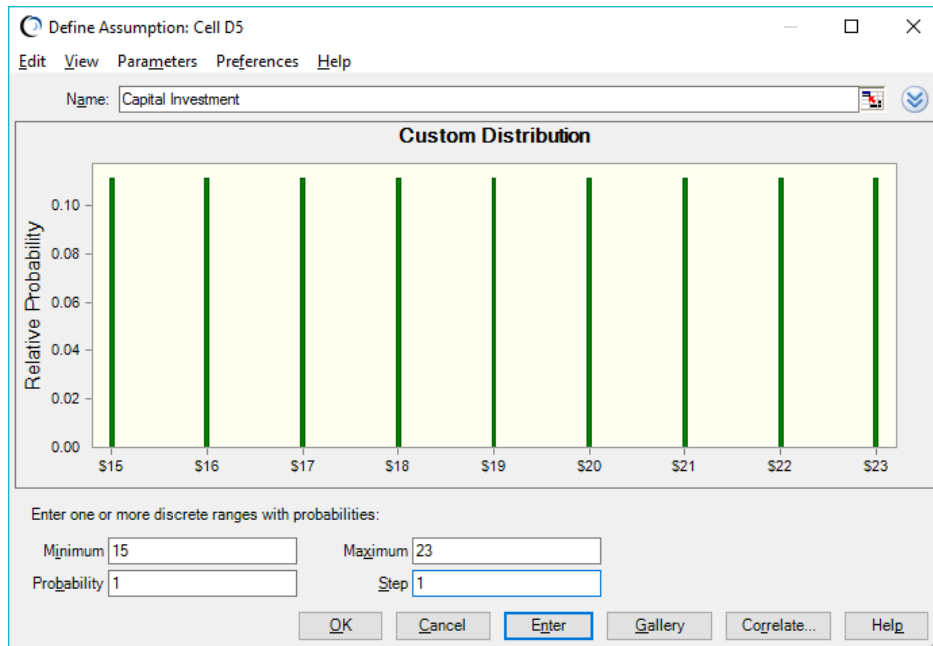 Define Assumption: Cell D5
Edit View Parameters Preferences Help
Name: Capital Investment
Custom Distribution
Relative Probability
0.10
0.08
0.06
0.04
0.02
0.00
$15 $16 $17 $18 $19 $20 $21 $22 $23
Enter one or more discrete ranges with probabilities:
Minimum 15 Maximum 23
Probability 1 Step 1
OK Cancel Enter Gallery Correlate... Help